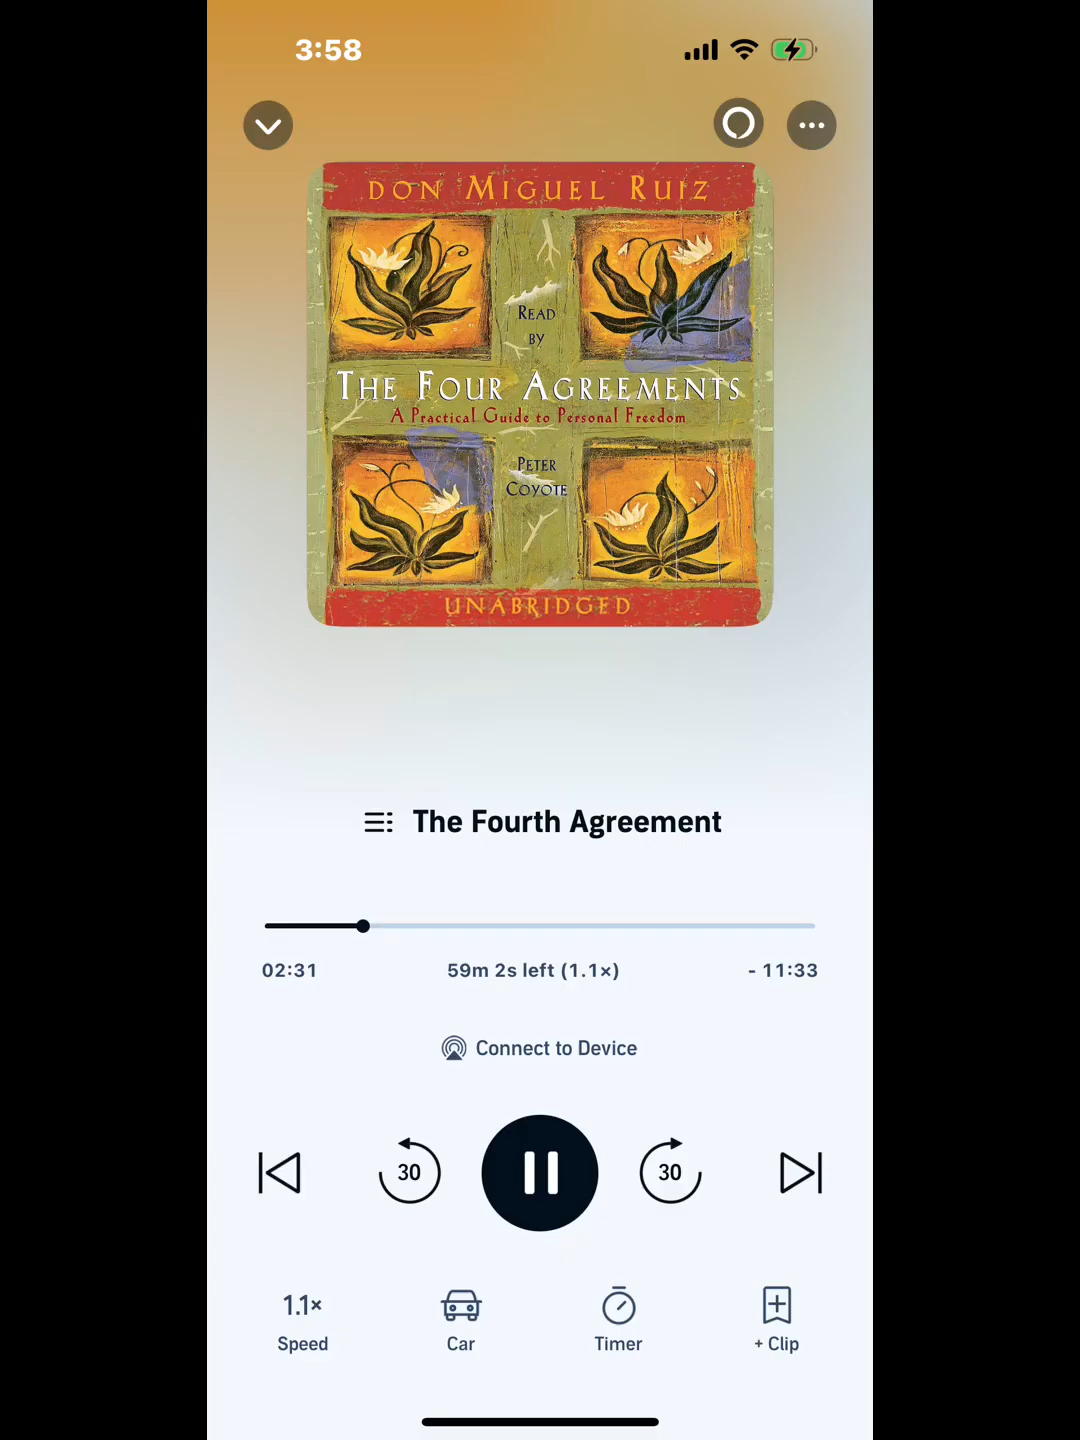 3:58
DON MIGUEL RUIZ
READ
BY
THE FOUR AGREEMENTS
A Practical Guide to Personal Freedom
PETER
COYOTE
UNABRIDGED
The Fourth Agreement
02:31 59m 2s left (1.1×) - 11:33
Connect to Device
30 30
1.1× 
Speed Car Timer + Clip